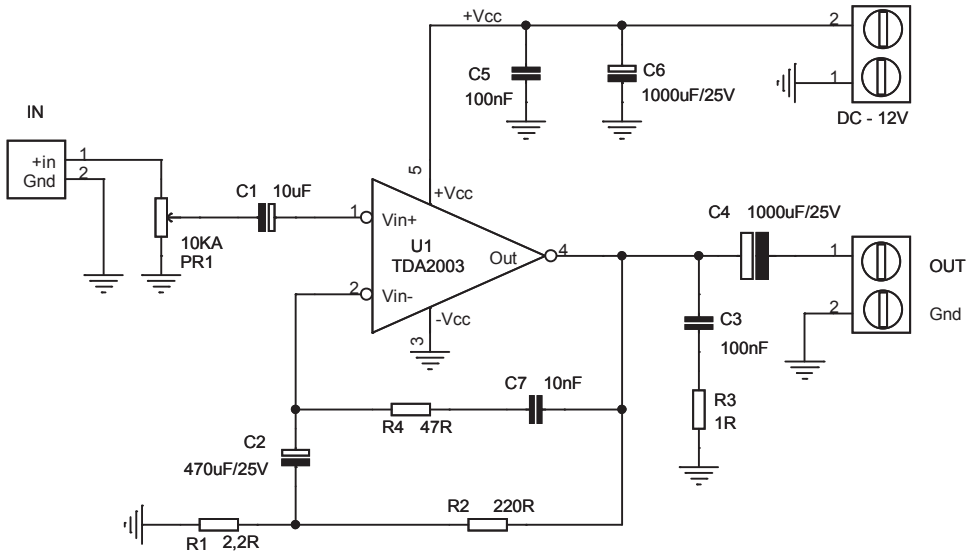 +Vcc
2
C5
100nF
C6
1000uF/25V
1
DC - 12V
IN
+in
Gnd
1
2
5
+Vcc
C1 10uF
1
Vin+
10KA
PR1
U1
TDA2003
Out
4
C4
1000uF/25V
1
OUT
2
Vin-
-Vcc
3
2
Gnd
C3
100nF
C7 10nF
R4 47R
R3
1R
C2
470uF/25V
R2 220R
R1 2,2R